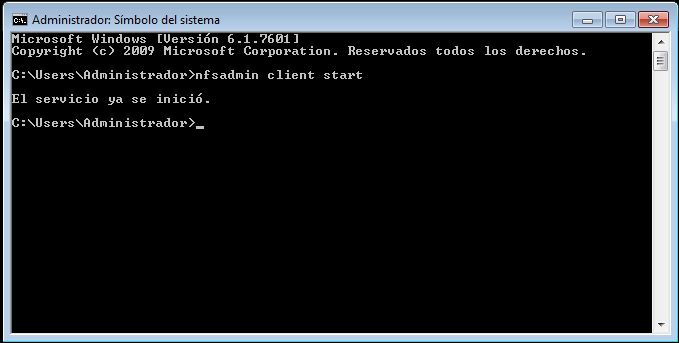 Administrador: Símbolo del sistema
Microsoft Windows [Versión 6.1.7601]
Copyright (c) 2009 Microsoft Corporation. Reservados todos los derechos.
C:\Users\Administrador>nfsadmin client start
El servicio ya se inició.
C:\Users\Administrador>_